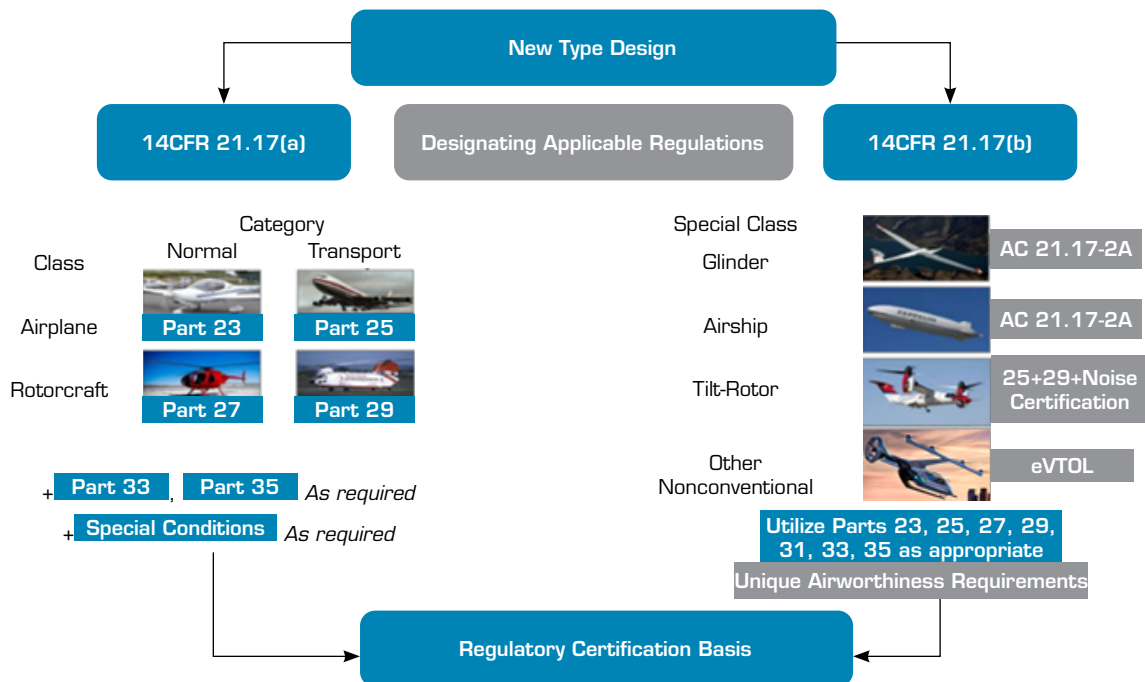 New Type Design
14CFR 21.17(a)
Designating Applicable Regulations
14CFR 21.17(b)
Category
Normal Transport
Class
Airplane
Part 23
Part 25
Rotorcraft
Part 27
Part 29
+ Part 33, Part 35 As required
+ Special Conditions As required
Special Class
Glinder
AC 21.17-2A
Airship
AC 21.17-2A
Tilt-Rotor
25+29+Noise
Certification
Other
Nonconventional
eVTOL
Utilize Parts 23, 25, 27, 29,
31, 33, 35 as appropriate
Unique Airworthiness Requirements
Regulatory Certification Basis